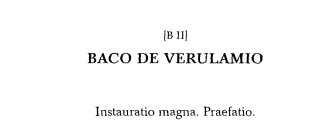 [B II]
BACO DE VERULAMIO
Instauratio magna. Praefatio.